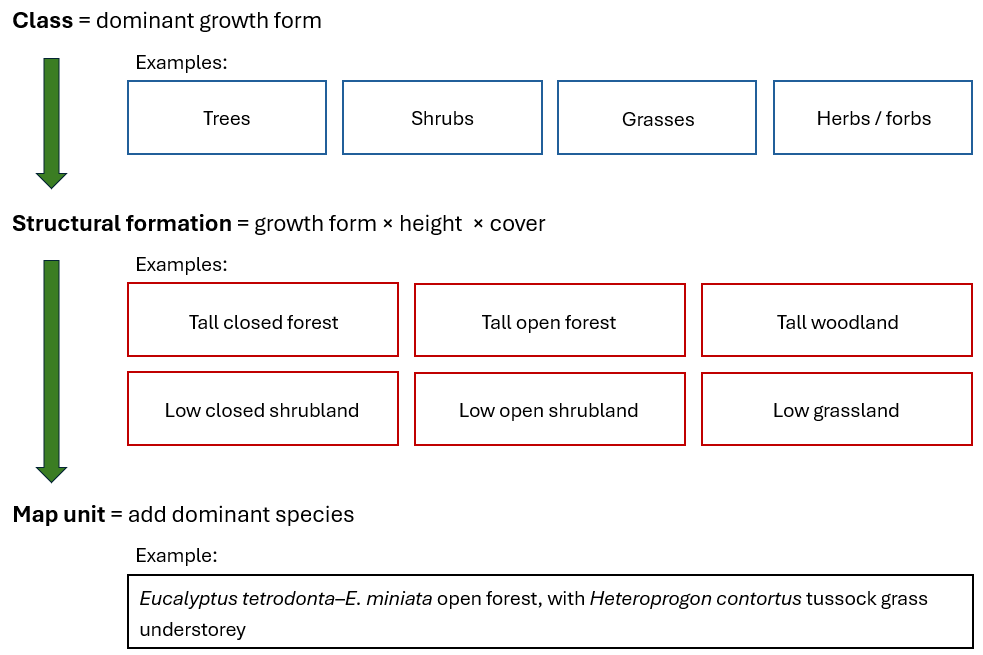 Class = dominant growth form
Examples:
Trees
Shrubs
Grasses
Herbs / forbs
Structural formation = growth form × height × cover
Examples:
Tall closed forest
Tall open forest
Tall woodland
Low closed shrubland
Low open shrubland
Low grassland
Map unit = add dominant species
Example:
Eucalyptus tetrodonta–E. miniata open forest, with Heteroprogon contortus tussock grass
understorey